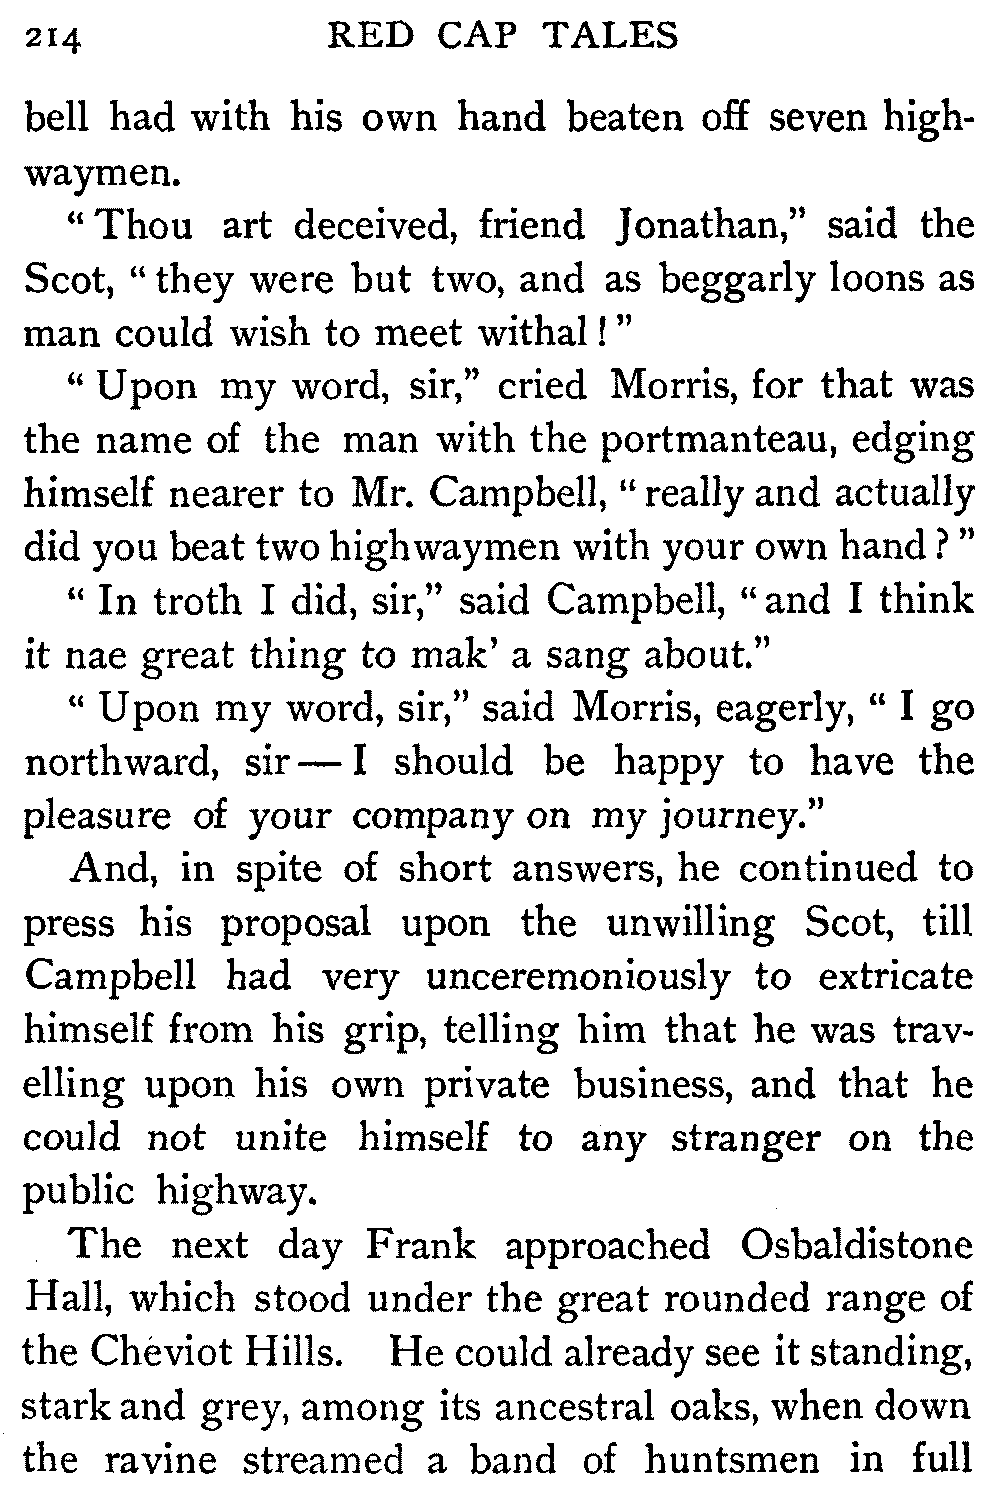 214 RED CAP TALES
bell had with his own hand beaten off seven high-
waymen.
"Thou art deceived, friend Jonathan," said the
Scot, "they were but two, and as beggarly loons as
man could wish to meet withal!"
"Upon my word, sir," cried Morris, for that was
the name of the man with the portmanteau, edging
himself nearer to Mr. Campbell, "really and actually
did you beat two highwaymen with your own hand?"
"In troth I did, sir," said Campbell, "and I think
it nae great thing to mak' a sang about."
"Upon my word, sir," said Morris, eagerly, "I go
northward, sir — I should be happy to have the
pleasure of your company on my journey."
And, in spite of short answers, he continued to
press his proposal upon the unwilling Scot, till
Campbell had very unceremoniously to extricate
himself from his grip, telling him that he was trav-
elling upon his own private business, and that he
could not unite himself to any stranger on the
public highway.
The next day Frank approached Osbaldistone
Hall, which stood under the great rounded range of
the Cheviot Hills. He could already see it standing,
stark and grey, among its ancestral oaks, when down
the ravine streamed a band of huntsmen in full